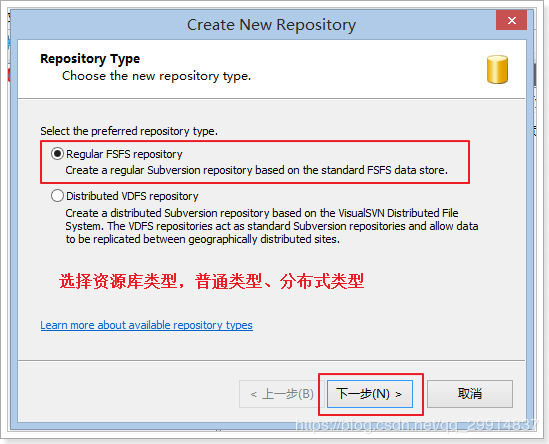 Create New Repository
Repository Type
Choose the new repository type.
Select the preferred repository type.
Regular FSFS repository
Create a regular Subversion repository based on the standard FSFS data store.
Distributed VDFS repository
Create a distributed Subversion repository based on the VisualSVN Distributed File
System. The VDFS repositories act as standard Subversion repositories and allow data
to be replicated between geographically distributed sites.
选择资源库类型，普通类型、分布式类型
Learn more about available repository types
< 上一步(B) 下一步(N) > 取消
https://blog.csdn.net/qq_29914837